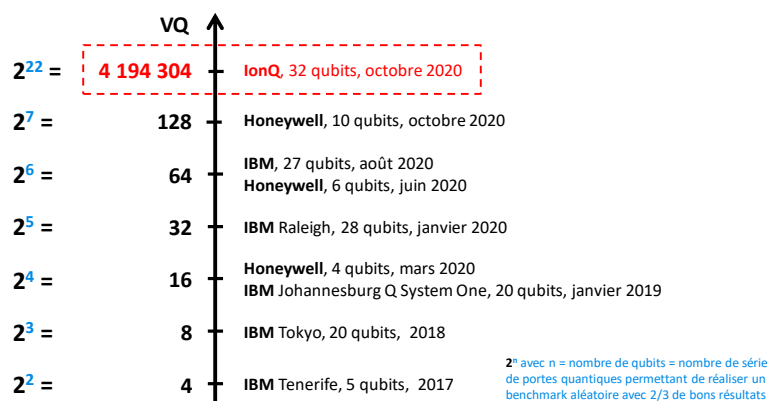 VQ
2²² = 4 194 304 IonQ, 32 qubits, octobre 2020
2⁷ = 128 Honeywell, 10 qubits, octobre 2020
2⁶ = 64 IBM, 27 qubits, août 2020
Honeywell, 6 qubits, juin 2020
2⁵ = 32 IBM Raleigh, 28 qubits, janvier 2020
2⁴ = 16 Honeywell, 4 qubits, mars 2020
IBM Johannesburg Q System One, 20 qubits, janvier 2019
2³ = 8 IBM Tokyo, 20 qubits, 2018
2² = 4 IBM Tenerife, 5 qubits, 2017
2ⁿ avec n = nombre de qubits = nombre de série
de portes quantiques permettant de réaliser un
benchmark aléatoire avec 2/3 de bons résultats